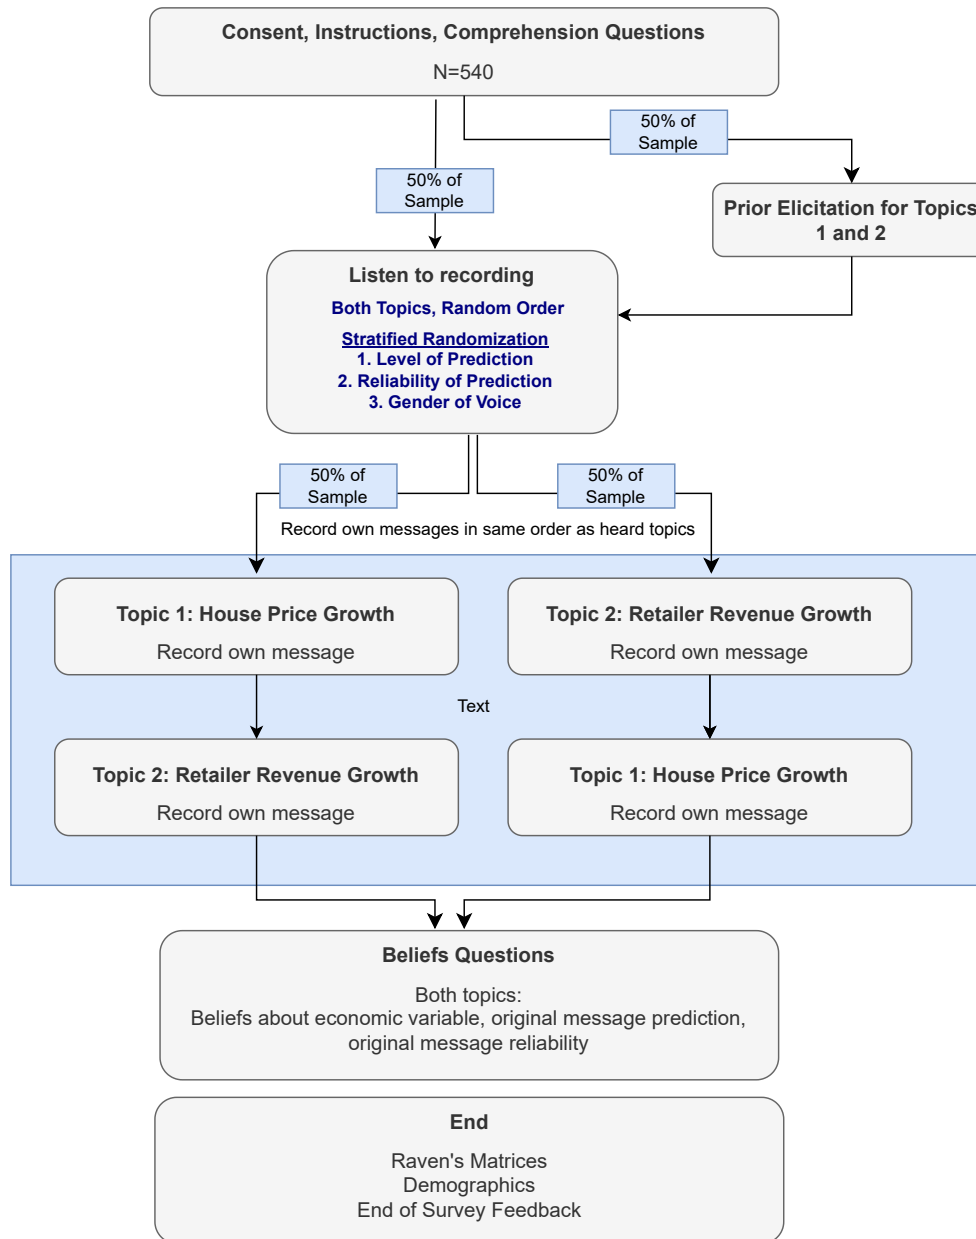 Consent, Instructions, Comprehension Questions
N=540
50% of
Sample
50% of
Sample
Prior Elicitation for Topics
1 and 2
Listen to recording
Both Topics, Random Order
Stratified Randomization
1. Level of Prediction
2. Reliability of Prediction
3. Gender of Voice
50% of
Sample
50% of
Sample
Record own messages in same order as heard topics
Topic 1: House Price Growth
Record own message
Topic 2: Retailer Revenue Growth
Record own message
Text
Topic 2: Retailer Revenue Growth
Record own message
Topic 1: House Price Growth
Record own message
Beliefs Questions
Both topics:
Beliefs about economic variable, original message prediction,
original message reliability
End
Raven's Matrices
Demographics
End of Survey Feedback